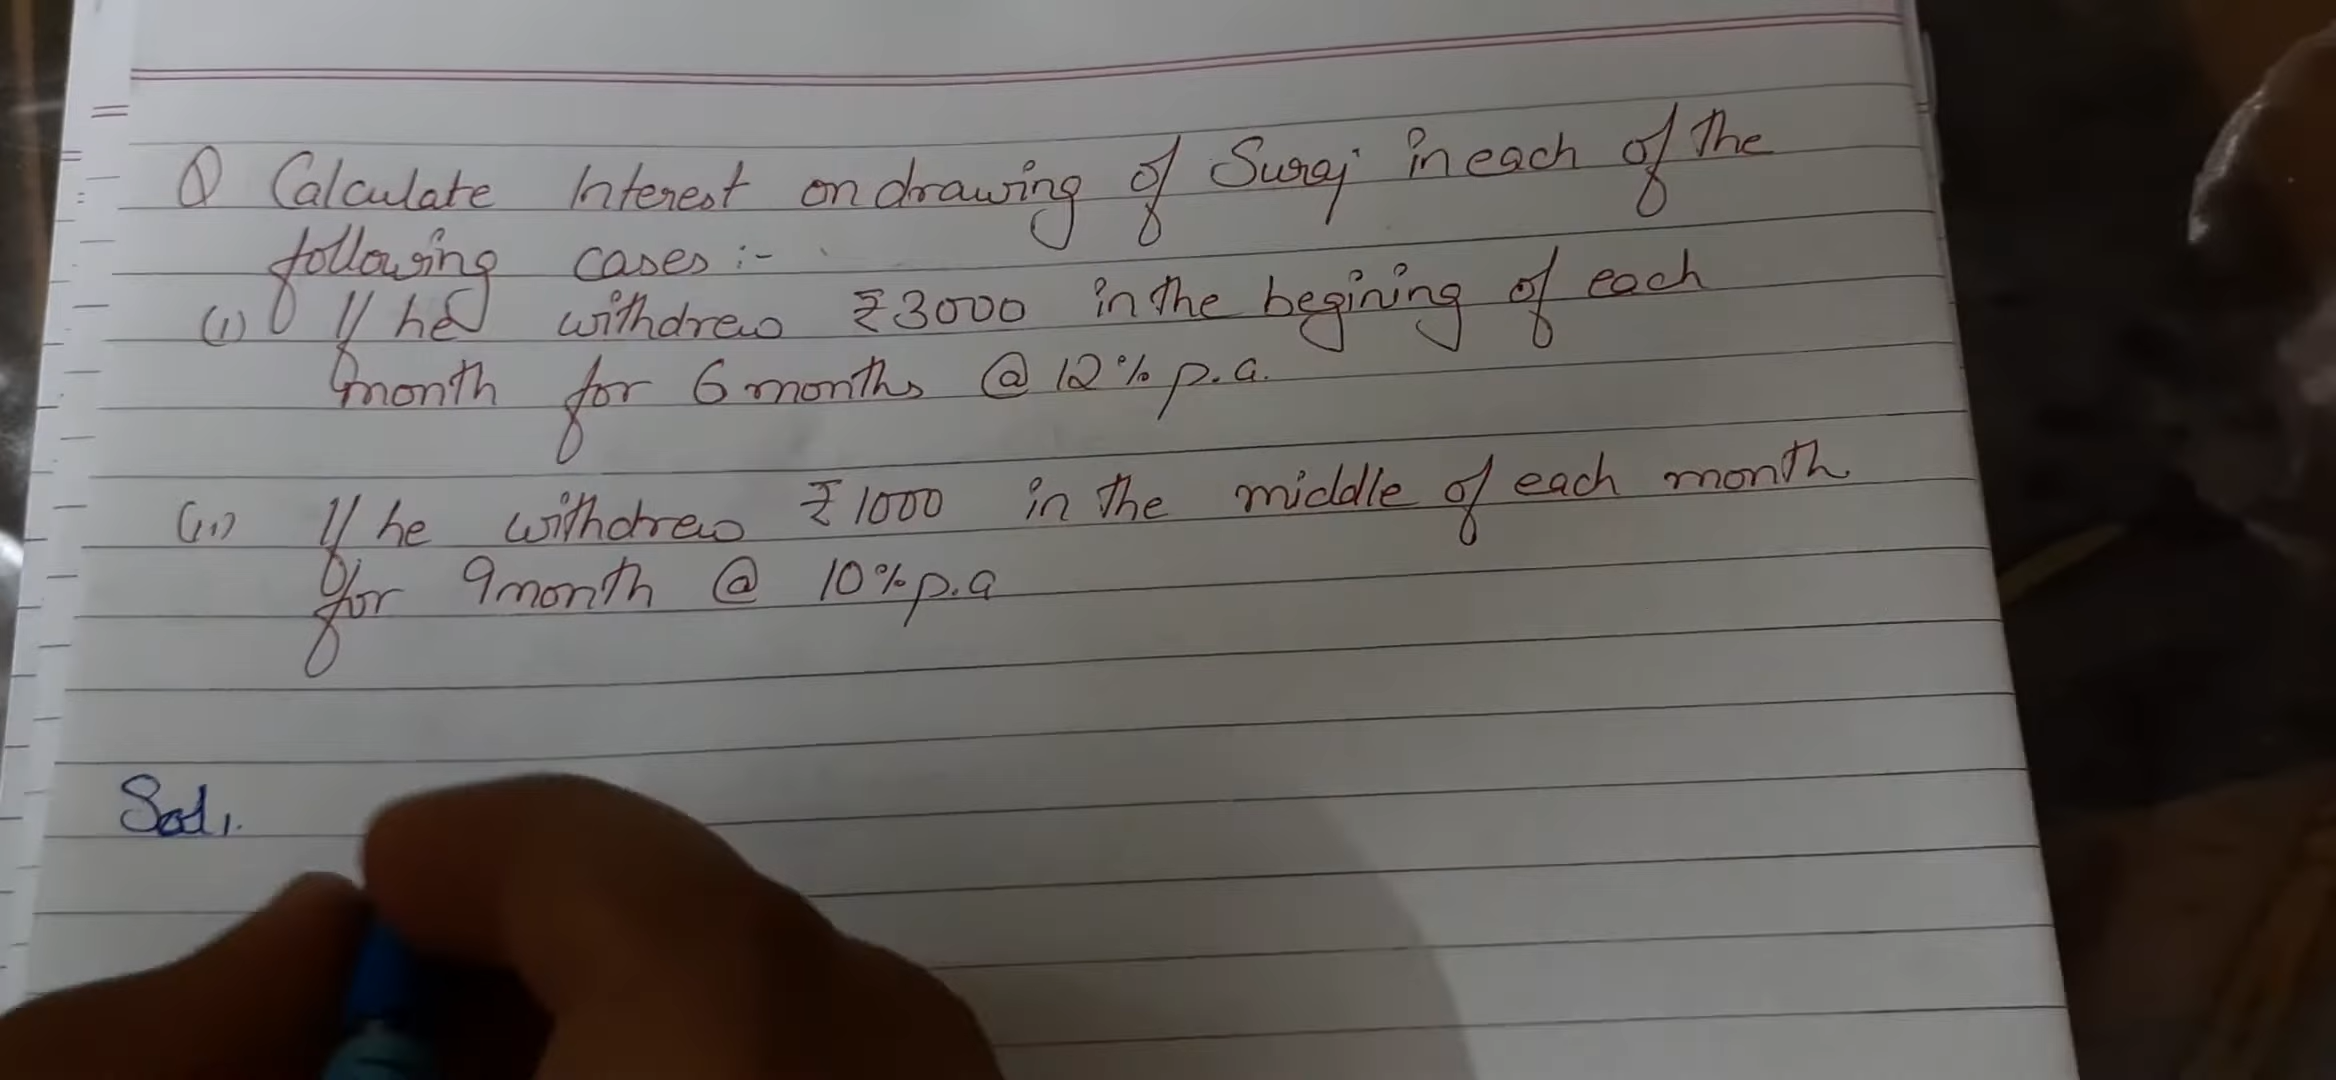 Q Calculate Interest on drawing of Suraj in each of the
following cases :-
(i) If he withdrew ₹3000 in the begining of each
month for 6 months @ 12% p.a.
(ii) If he withdrew ₹1000 in the middle of each month
for 9month @ 10% p.a
Sol.